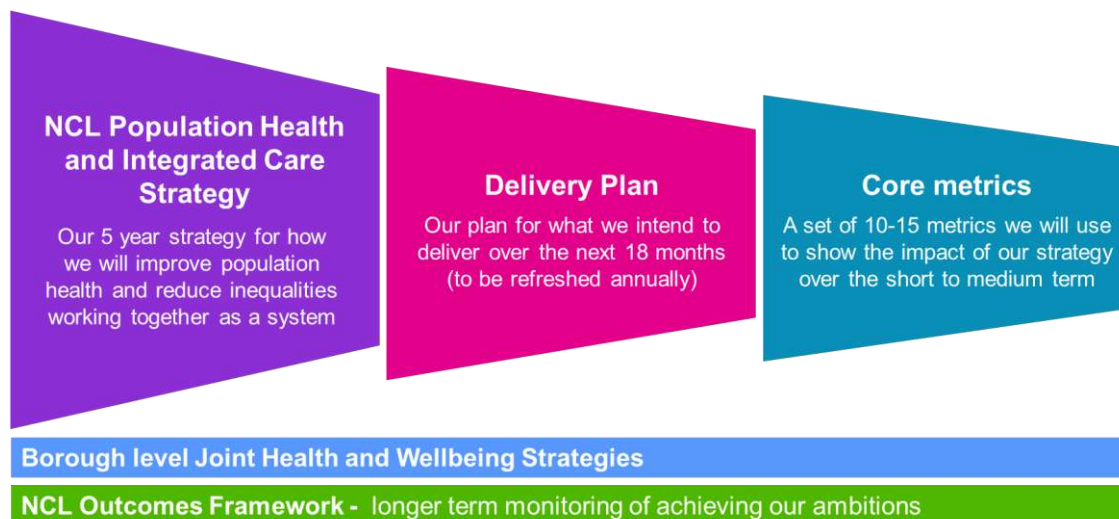 NCL Population Health
and Integrated Care
Strategy
Our 5 year strategy for how
we will improve population
health and reduce inequalities
working together as a system
Delivery Plan
Our plan for what we intend to
deliver over the next 18 months
(to be refreshed annually)
Core metrics
A set of 10-15 metrics we will use
to show the impact of our strategy
over the short to medium term
Borough level Joint Health and Wellbeing Strategies
NCL Outcomes Framework - longer term monitoring of achieving our ambitions